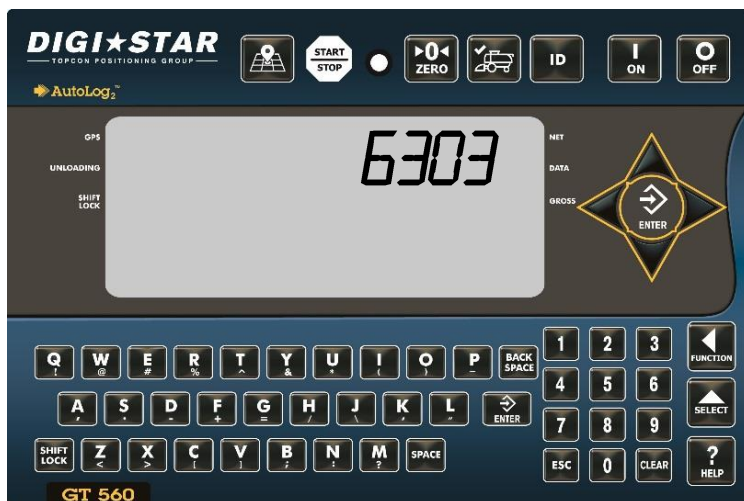 DIGI★STAR
TOPCON POSITIONING GROUP
AutoLog2™
START
STOP
▶0◀
ZERO
ID
I
ON
O
OFF
GPS
UNLOADING
SHIFT
LOCK
6303
NET
DATA
GROSS
ENTER
Q W E R T Y U I O P BACK
! @ # % ^ & * ( ) _ SPACE
A S D F G H J K L ENTER
SHIFT LOCK Z X C V B N M SPACE
< > [ ] ; : ?
1 2 3 FUNCTION
4 5 6 SELECT
7 8 9
ESC 0 CLEAR ? HELP
GT 560